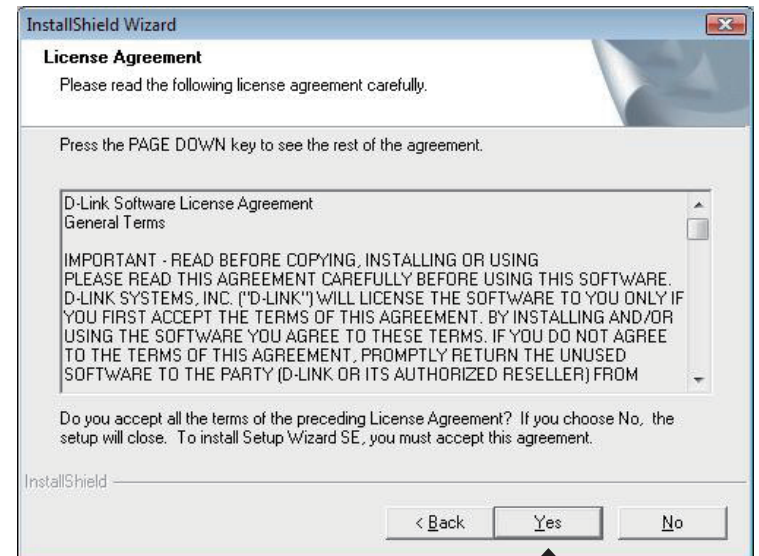 InstallShield Wizard
License Agreement
Please read the following license agreement carefully.
Press the PAGE DOWN key to see the rest of the agreement.
D-Link Software License Agreement
General Terms
IMPORTANT - READ BEFORE COPYING, INSTALLING OR USING
PLEASE READ THIS AGREEMENT CAREFULLY BEFORE USING THIS SOFTWARE.
D-LINK SYSTEMS, INC. ("D-LINK") WILL LICENSE THE SOFTWARE TO YOU ONLY IF
YOU FIRST ACCEPT THE TERMS OF THIS AGREEMENT. BY INSTALLING AND/OR
USING THE SOFTWARE YOU AGREE TO THESE TERMS. IF YOU DO NOT AGREE
TO THE TERMS OF THIS AGREEMENT, PROMPTLY RETURN THE UNUSED
SOFTWARE TO THE PARTY (D-LINK OR ITS AUTHORIZED RESELLER) FROM
Do you accept all the terms of the preceding License Agreement? If you choose No, the
setup will close. To install Setup Wizard SE, you must accept this agreement.
InstallShield
< Back Yes No